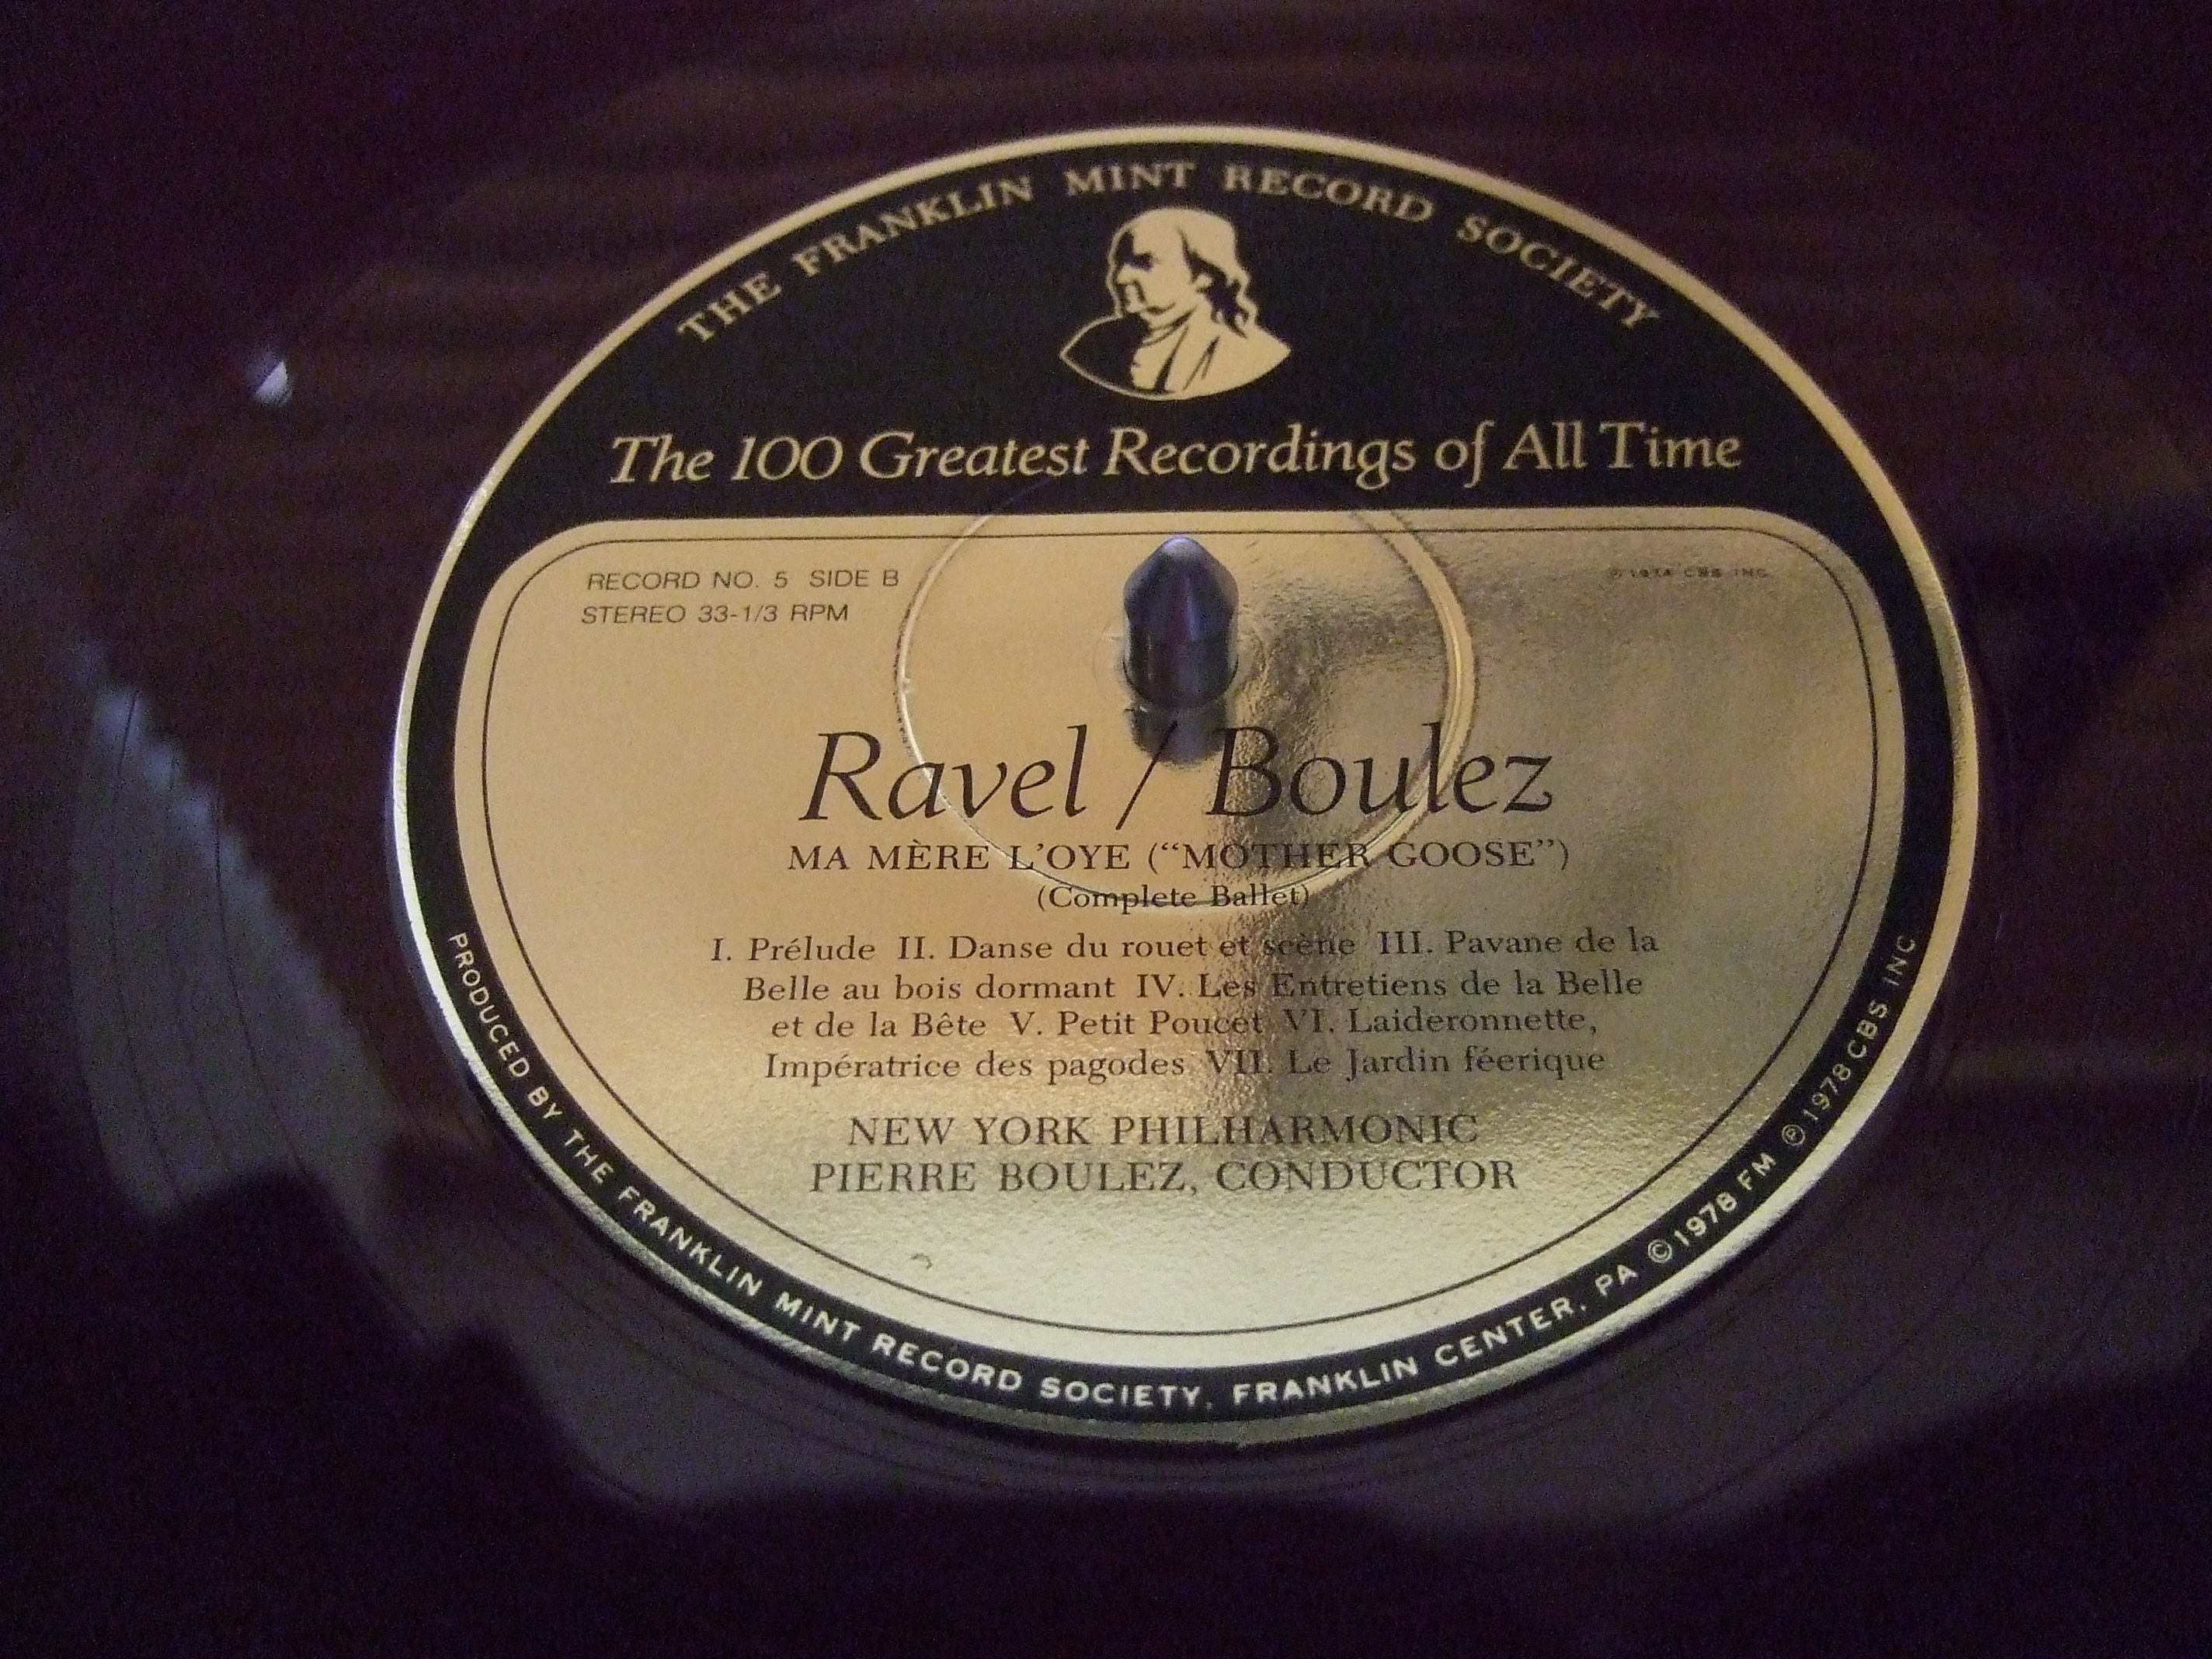 THE FRANKLIN MINT RECORD SOCIETY
The 100 Greatest Recordings of All Time
RECORD NO. 5 SIDE B
STEREO 33-1/3 RPM
℗ 1974 CBS INC.
Ravel / Boulez
MA MÈRE L'OYE (“MOTHER GOOSE”)
(Complete Ballet)
I. Prélude II. Danse du rouet et scène III. Pavane de la
Belle au bois dormant IV. Les Entretiens de la Belle
et de la Bête V. Petit Poucet VI. Laideronnette,
Impératrice des pagodes VII. Le Jardin féerique
NEW YORK PHILHARMONIC
PIERRE BOULEZ, CONDUCTOR
PRODUCED BY THE FRANKLIN MINT RECORD SOCIETY, FRANKLIN CENTER, PA © 1978 FM ℗ 1978 CBS INC